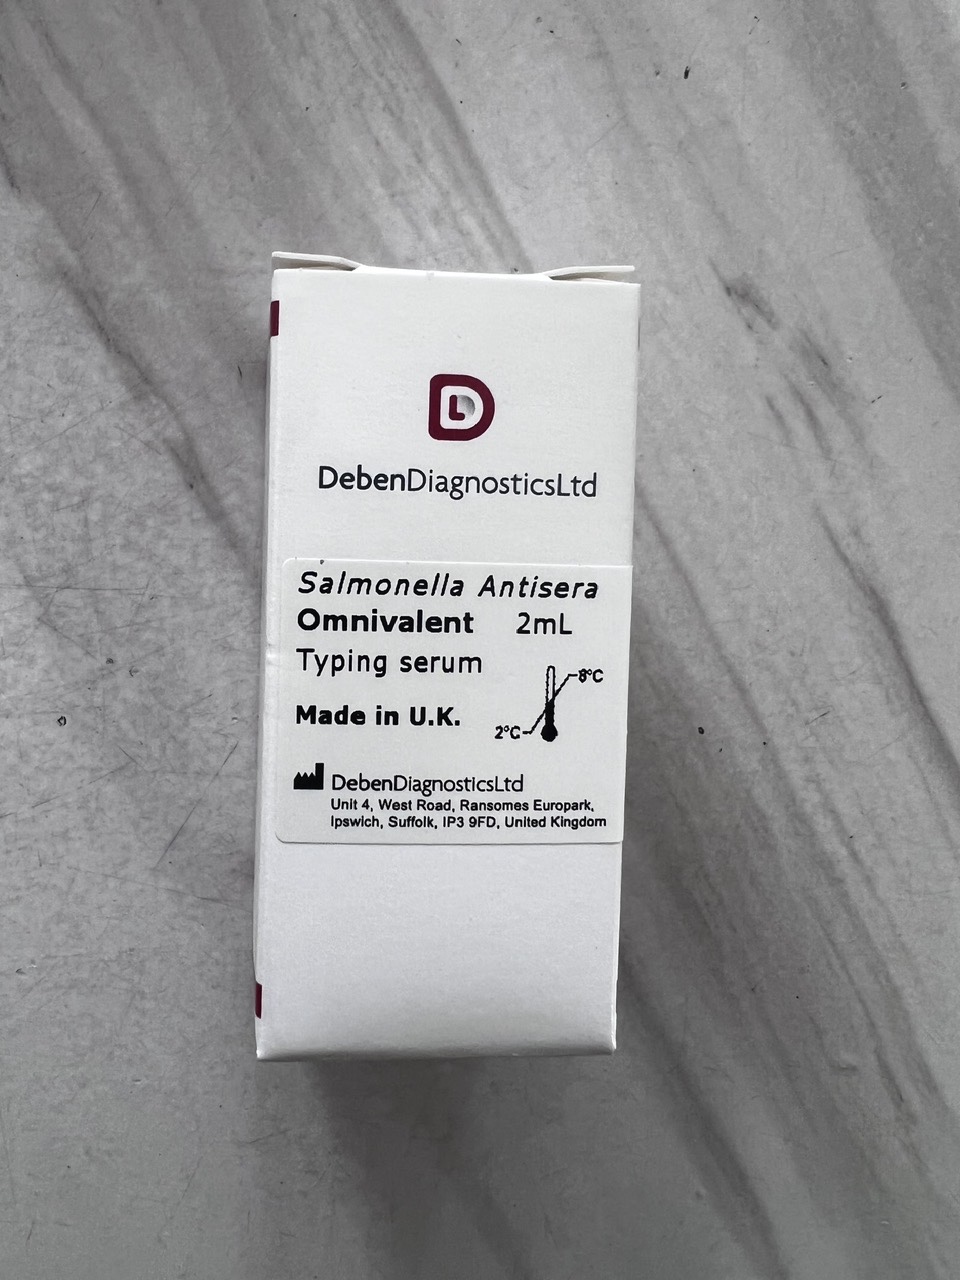 DL
DebenDiagnosticsLtd
Salmonella Antisera
Omnivalent 2mL
Typing serum
8°C
Made in U.K.
2°C
DebenDiagnosticsLtd
Unit 4, West Road, Ransomes Europark,
Ipswich, Suffolk, IP3 9FD, United Kingdom